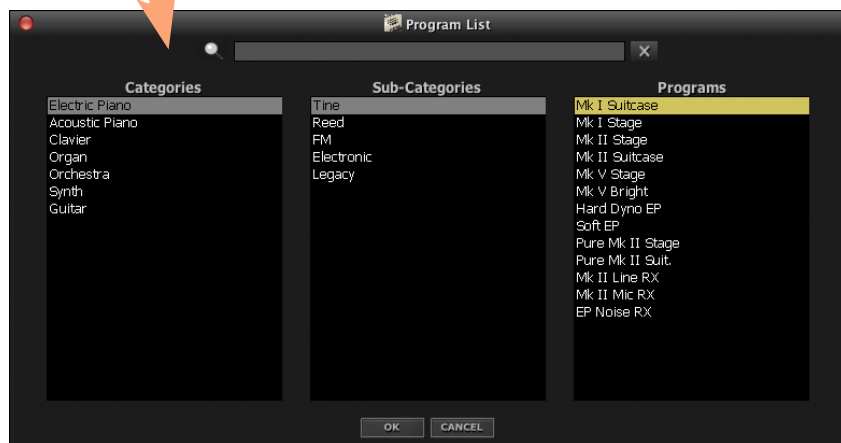 Program List
X
Categories
Electric Piano
Acoustic Piano
Clavier
Organ
Orchestra
Synth
Guitar
Sub-Categories
Tine
Reed
FM
Electronic
Legacy
Programs
Mk I Suitcase
Mk I Stage
Mk II Stage
Mk II Suitcase
Mk V Stage
Mk V Bright
Hard Dyno EP
Soft EP
Pure Mk II Stage
Pure Mk II Suit.
Mk II Line RX
Mk II Mic RX
EP Noise RX
OK
CANCEL